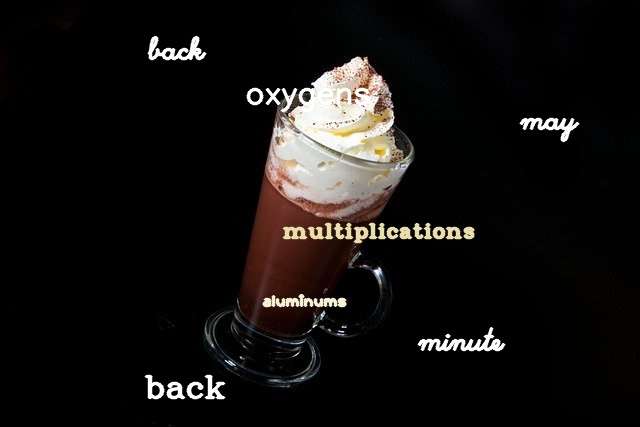 back
oxygens
may
multiplications
aluminums
minute
back